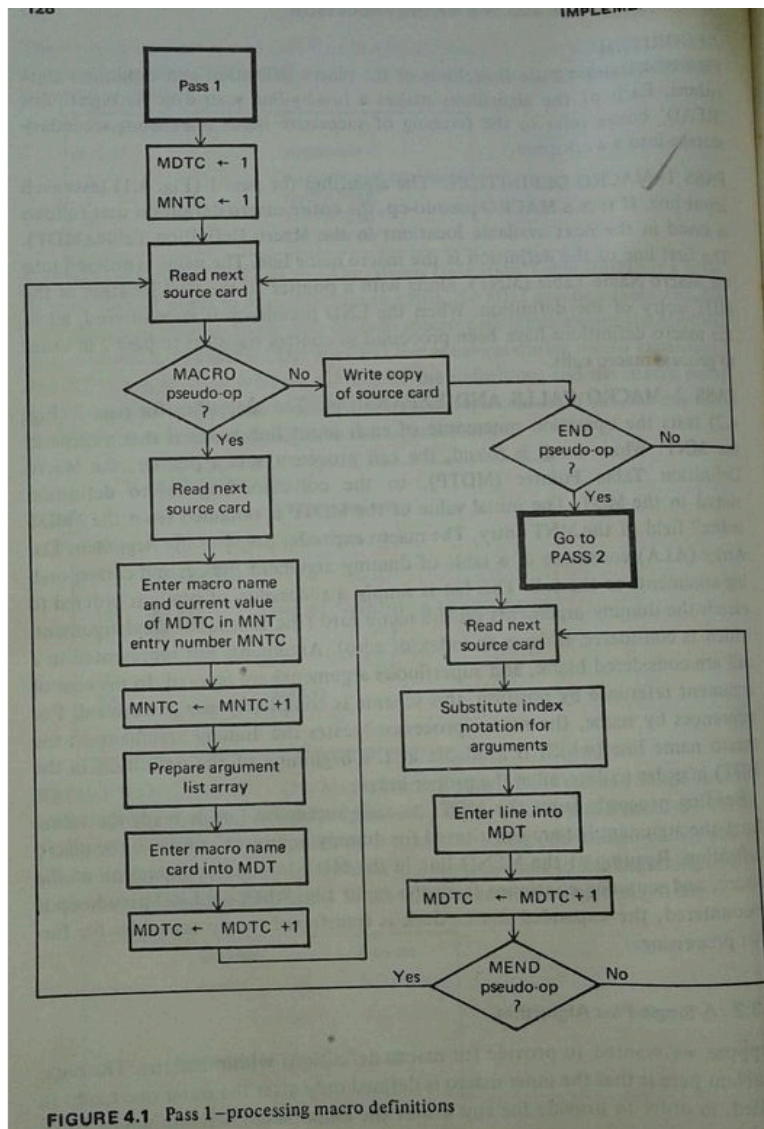 128
Pass 1
MDTC ← 1
MNTC ← 1
Read next
source card
MACRO
pseudo-op
?
No
Write copy
of source card
END
pseudo-op
?
No
Yes
Go to
PASS 2
Yes
Read next
source card
Enter macro name
and current value
of MDTC in MNT
entry number MNTC
MNTC ← MNTC +1
Prepare argument
list array
Enter macro name
card into MDT
MDTC ← MDTC +1
Read next
source card
Substitute index
notation for
arguments
Enter line into
MDT
MDTC ← MDTC + 1
MEND
pseudo-op
?
Yes
No
FIGURE 4.1 Pass 1–processing macro definitions